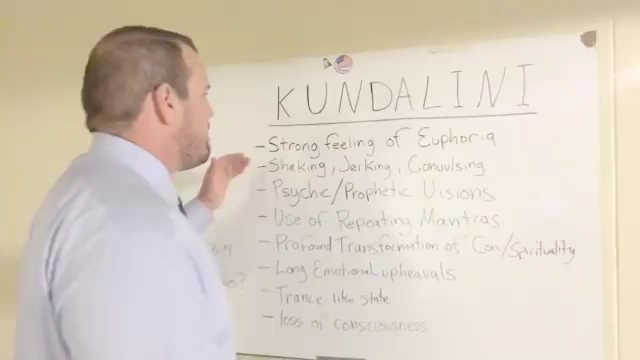 KUNDALINI
- Strong feeling of Euphoria
- Shaking, Jerking, Convulsing
- Psychic/Prophetic Visions
- Use of Repeating Mantras
- Profound Transformation of Con/Spirituality
- Long Emotional upheavals
- Trance like state
- loss of consciousness